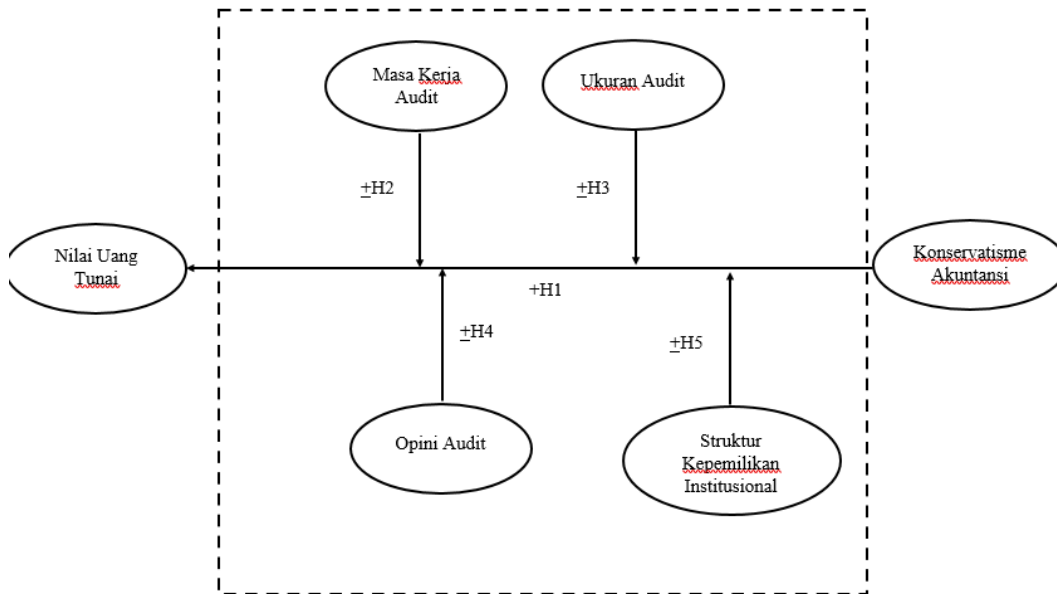 Masa Kerja
Audit
Ukuran Audit
±H2
±H3
Nilai Uang
Tunai
Konservatisme
Akuntansi
+H1
±H4
±H5
Opini Audit
Struktur
Kepemilikan
Institusional